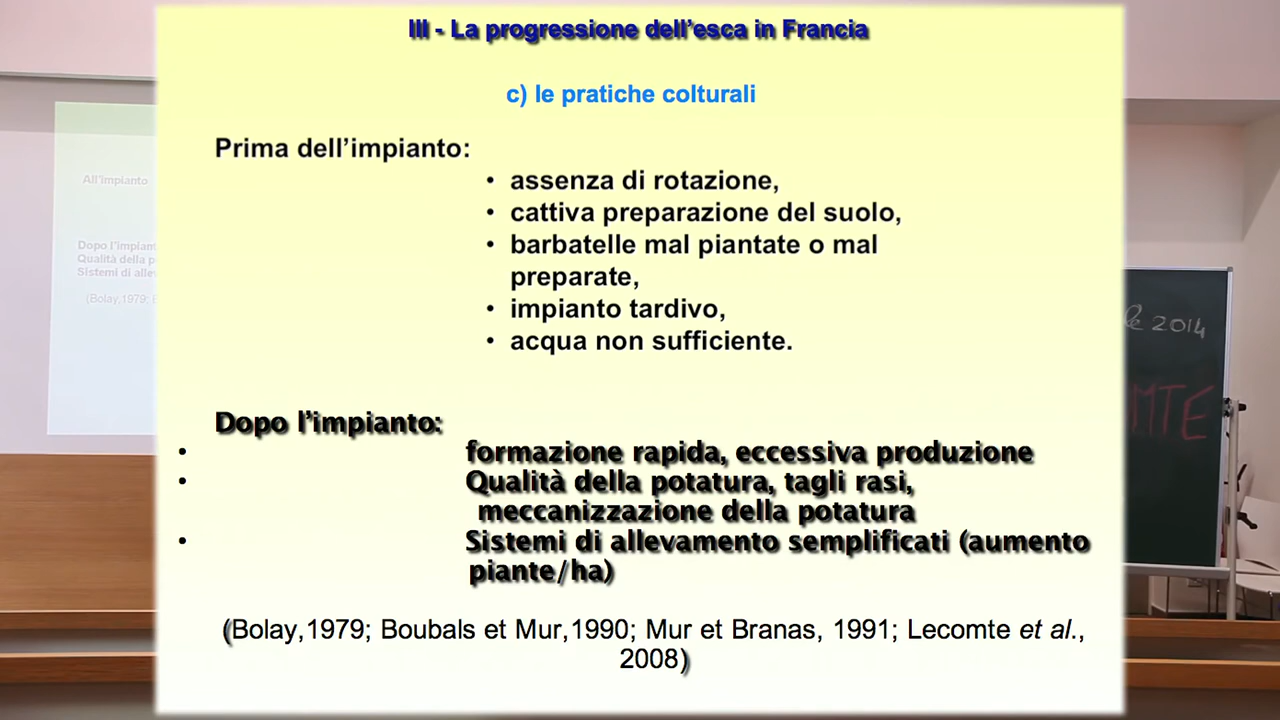 III - La progressione dell'esca in Francia
c) le pratiche colturali
Prima dell'impianto:
• assenza di rotazione,
• cattiva preparazione del suolo,
• barbatelle mal piantate o mal
preparate,
• impianto tardivo,
• acqua non sufficiente.
Dopo l'impianto:
• formazione rapida, eccessiva produzione
• Qualità della potatura, tagli rasi,
meccanizzazione della potatura
• Sistemi di allevamento semplificati (aumento
piante/ha)
(Bolay,1979; Boubals et Mur,1990; Mur et Branas, 1991; Lecomte et al.,
2008)
All'impianto
Dopo l'impian
Qualità della p
Sistemi di allev
(Bolay,1979;
2014
MTE